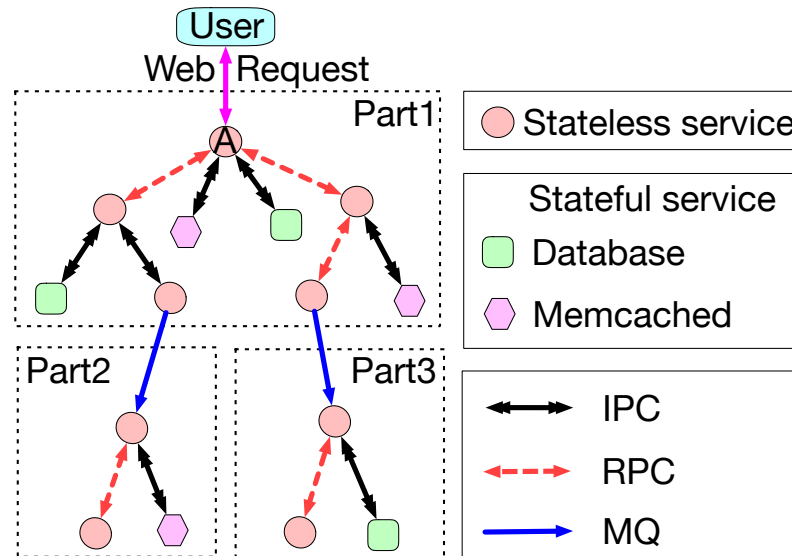 User
Web Request
Part1
A
Stateless service
Stateful service
Database
Memcached
Part2
Part3
IPC
RPC
MQ